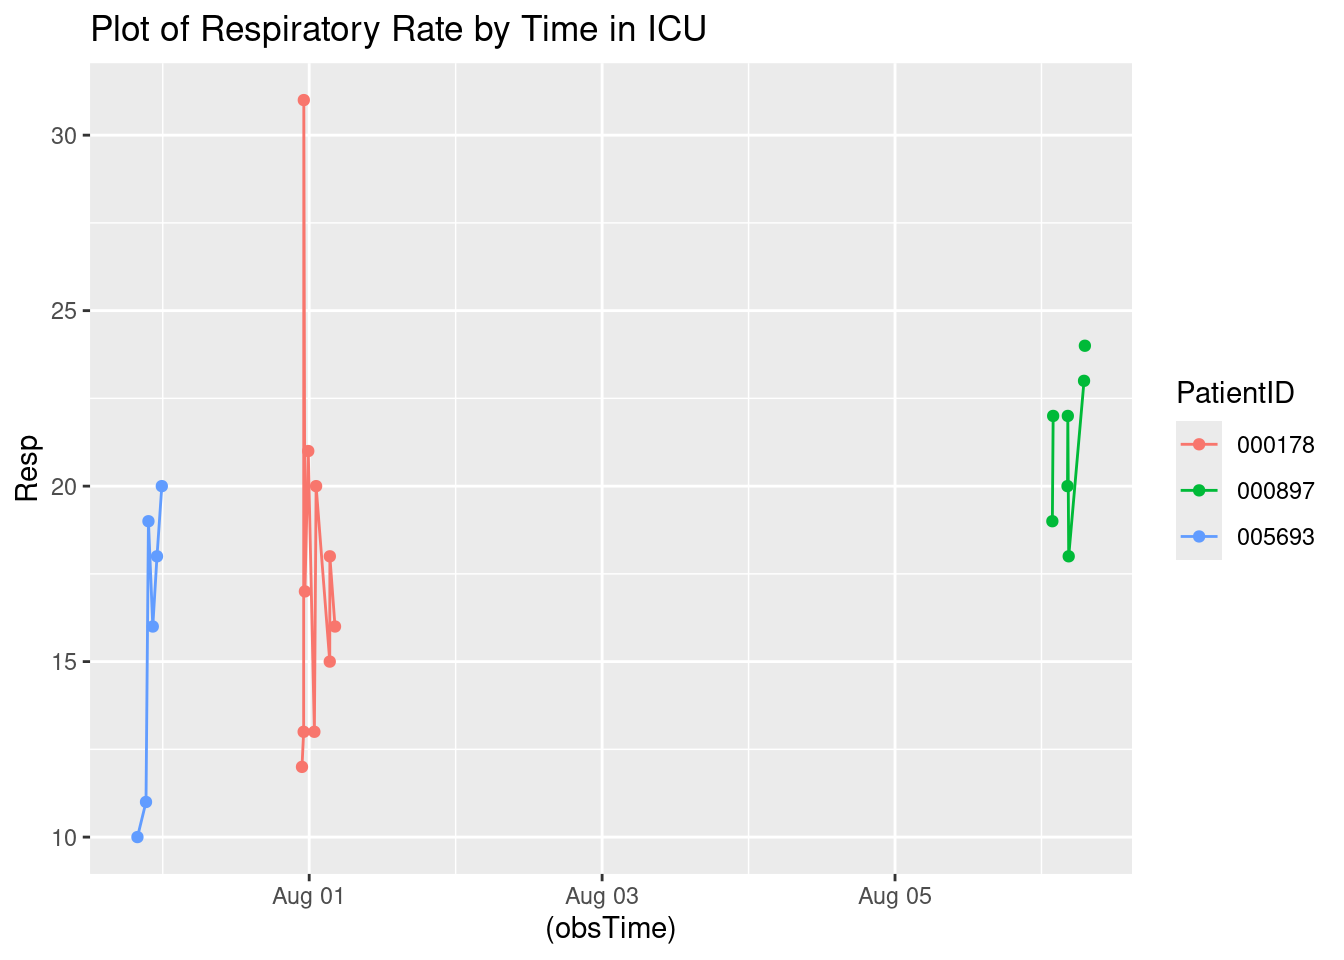 Plot of Respiratory Rate by Time in ICU
30
25
20
15
10
Resp
Aug 01
Aug 03
Aug 05
(obsTime)
PatientID
000178
000897
005693